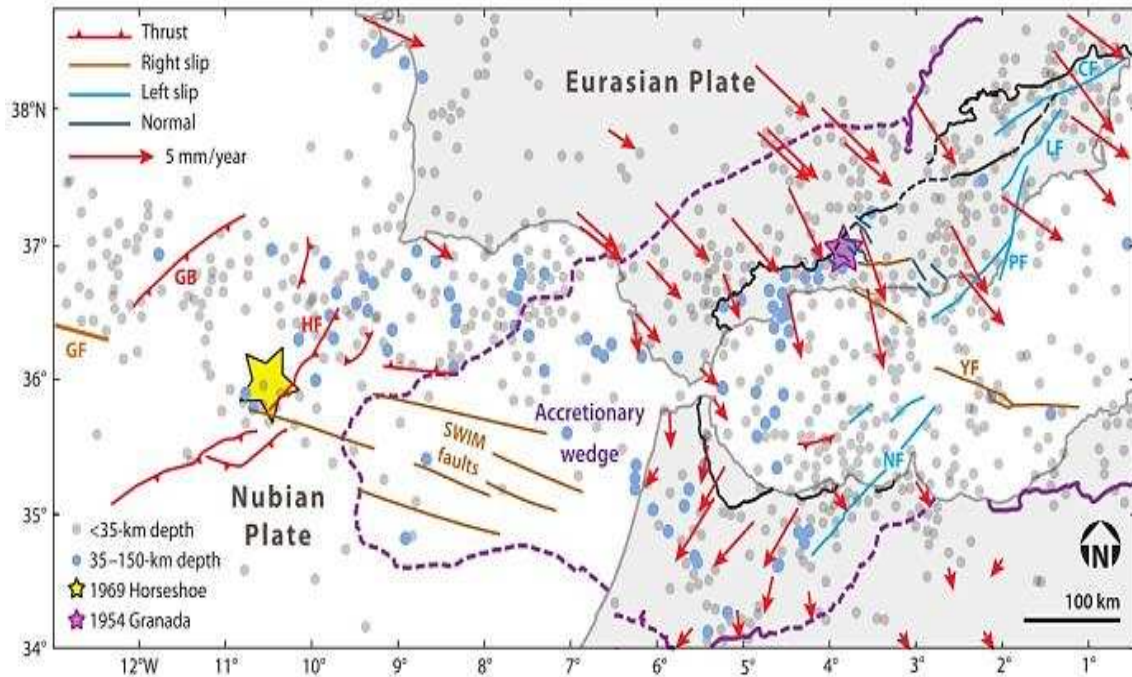 Thrust
Right slip
Left slip
Normal
5 mm/year
Eurasian Plate
CF
LF
PF
38°N
37°
36°
35°
34°
GB
HF
GF
YF
NF
SWIM
faults
Accretionary
wedge
Nubian
Plate
<35-km depth
35–150-km depth
1969 Horseshoe
1954 Granada
N
100 km
12°W
11°
10°
9°
8°
7°
6°
5°
4°
3°
2°
1°